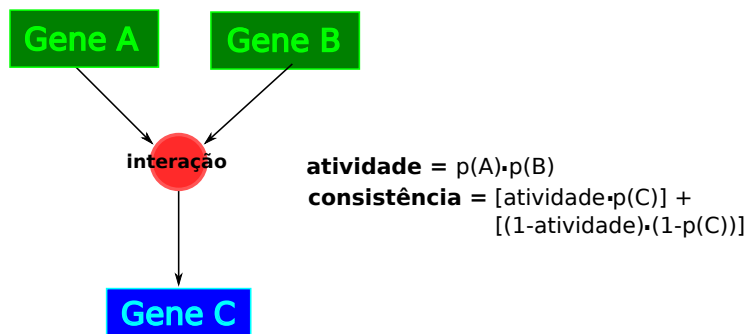 Gene A
Gene B
interação
atividade = p(A)·p(B)
consistência = [atividade·p(C)] +
[(1-atividade)·(1-p(C))]
Gene C